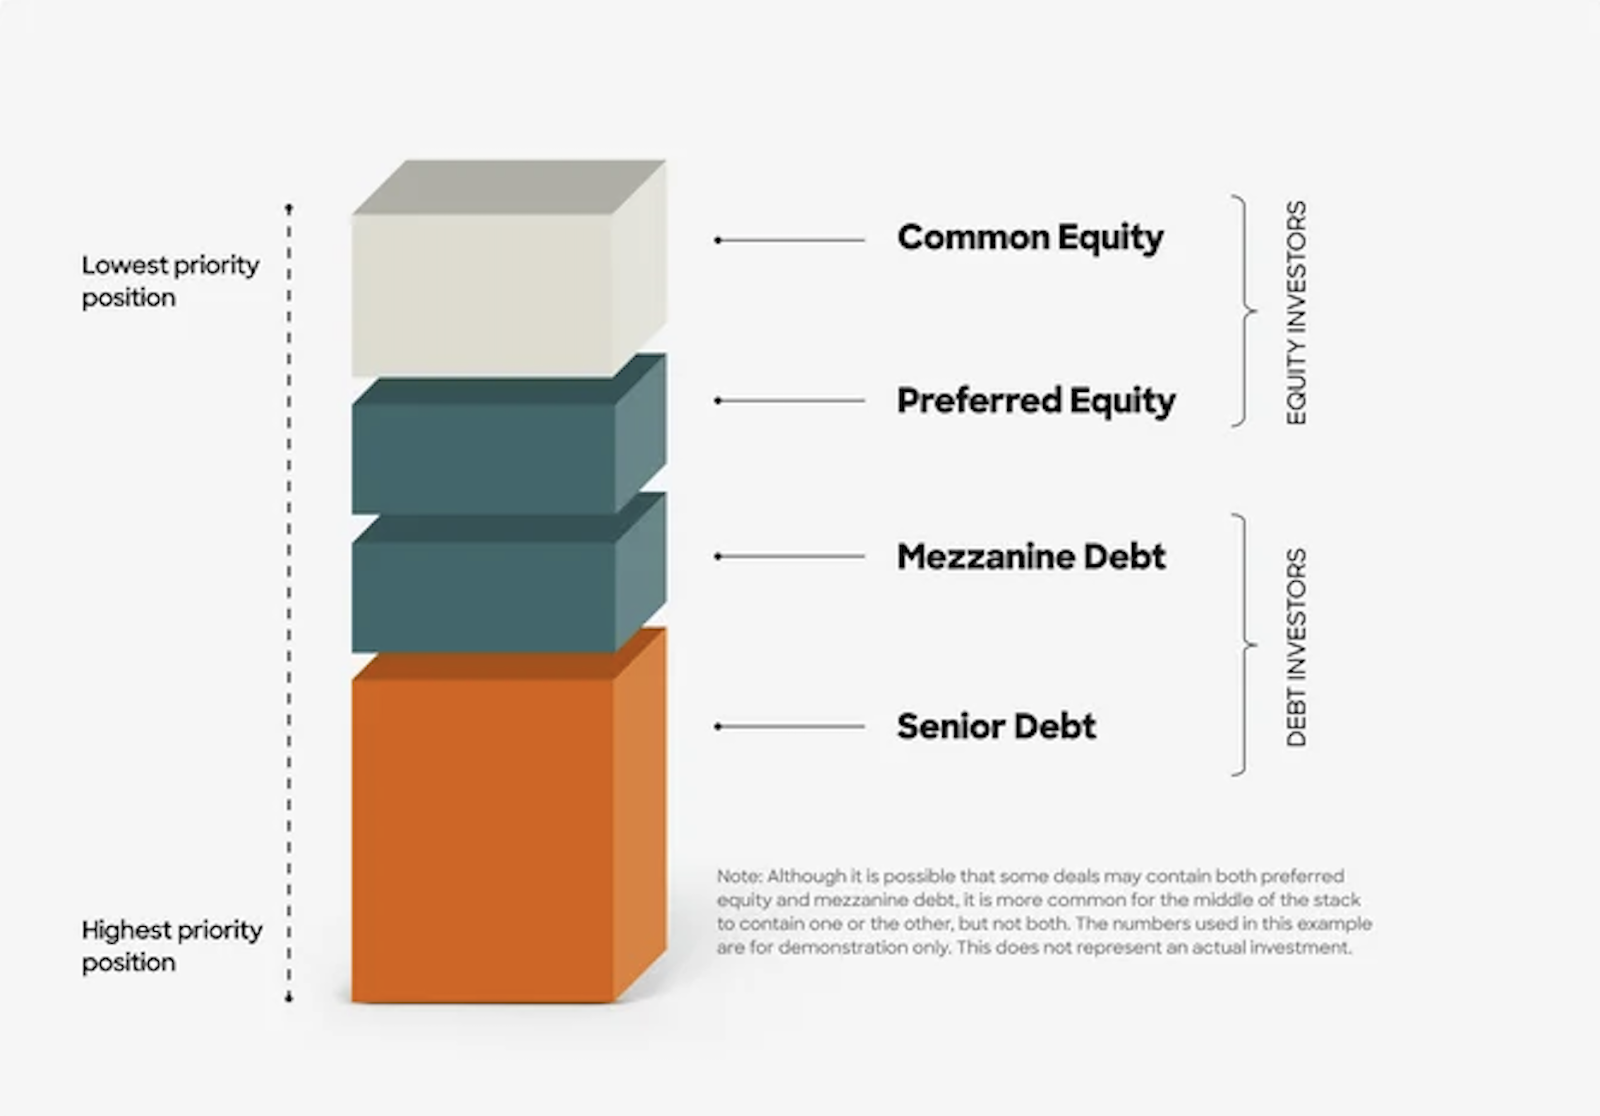 Lowest priority
position
Common Equity
Preferred Equity
EQUITY INVESTORS
Mezzanine Debt
Senior Debt
DEBT INVESTORS
Note: Although it is possible that some deals may contain both preferred
equity and mezzanine debt, it is more common for the middle of the stack
to contain one or the other, but not both. The numbers used in this example
are for demonstration only. This does not represent an actual investment.
Highest priority
position